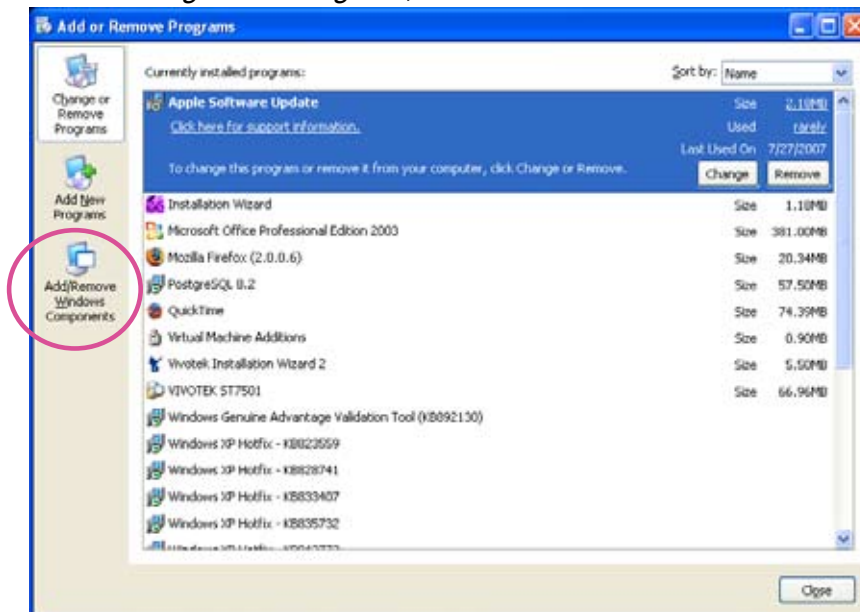 Add or Remove Programs
Change or
Remove
Programs
Add New
Programs
Add/Remove
Windows
Components
Currently installed programs:
Sort by: Name
Apple Software Update
Size 2.18MB
Click here for support information.
Used rarely
Last Used On 7/27/2007
To change this program or remove it from your computer, click Change or Remove.
Change Remove
Installation Wizard Size 1.18MB
Microsoft Office Professional Edition 2003 Size 381.00MB
Mozilla Firefox (2.0.0.6) Size 20.34MB
PostgreSQL 8.2 Size 57.50MB
QuickTime Size 74.39MB
Virtual Machine Additions Size 0.90MB
Vivotek Installation Wizard 2 Size 5.50MB
VIVOTEK ST7501 Size 66.96MB
Windows Genuine Advantage Validation Tool (KB892130)
Windows XP Hotfix - KB823559
Windows XP Hotfix - KB828741
Windows XP Hotfix - KB833407
Windows XP Hotfix - KB835732
Close